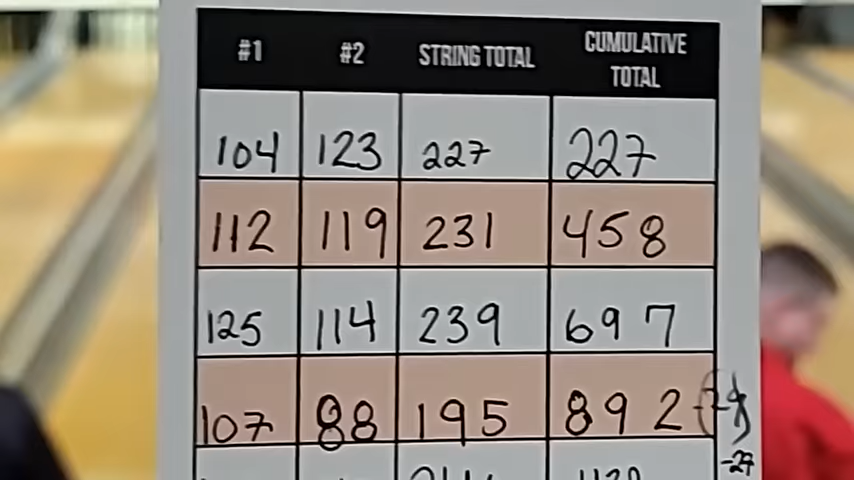 #1 #2 STRING TOTAL CUMULATIVE TOTAL
104 123 227 227
112 119 231 458
125 114 239 697
107 88 195 892